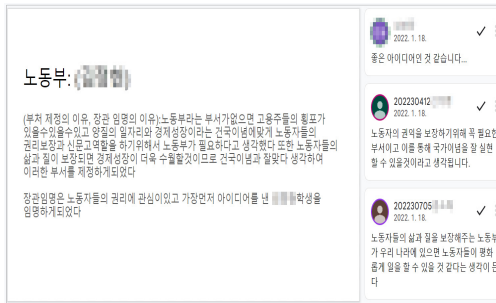 노동부:
(부처 제정의 이유, 장관 임명의 이유):노동부라는 부서가없으면 고용주들의 횡포가
있을수있을수있고 양질의 일자리와 경제성장이라는 건국이념에맞게 노동자들의
권리보장과 신문고역할을 하기위해서 노동부가 필요하다고 생각했다 또한 노동자들의
삶과 질이 보장되면 경제성장이 더욱 수월할것이므로 건국이념과 잘맞다 생각하여
이러한 부서를 제정하게되었다
장관임명은 노동자들의 권리에 관심이있고 가장먼저 아이디어를 낸 학생을
임명하게되었다
2022. 1. 18.
좋은 아이디어인 것 같습니다...
202230412
2022. 1. 18.
노동자의 권익을 보장하기위해 꼭 필요한
부서이고 이를 통해 국가이념을 잘 실현
할 수 있을것이라고 생각됩니다.
202230705
2022. 1. 18.
노동자들의 삶과 질을 보장해주는 노동부
가 우리 나라에 있으면 노동자들이 평화
롭게 일을 할 수 있을 것 같다는 생각이 든
다